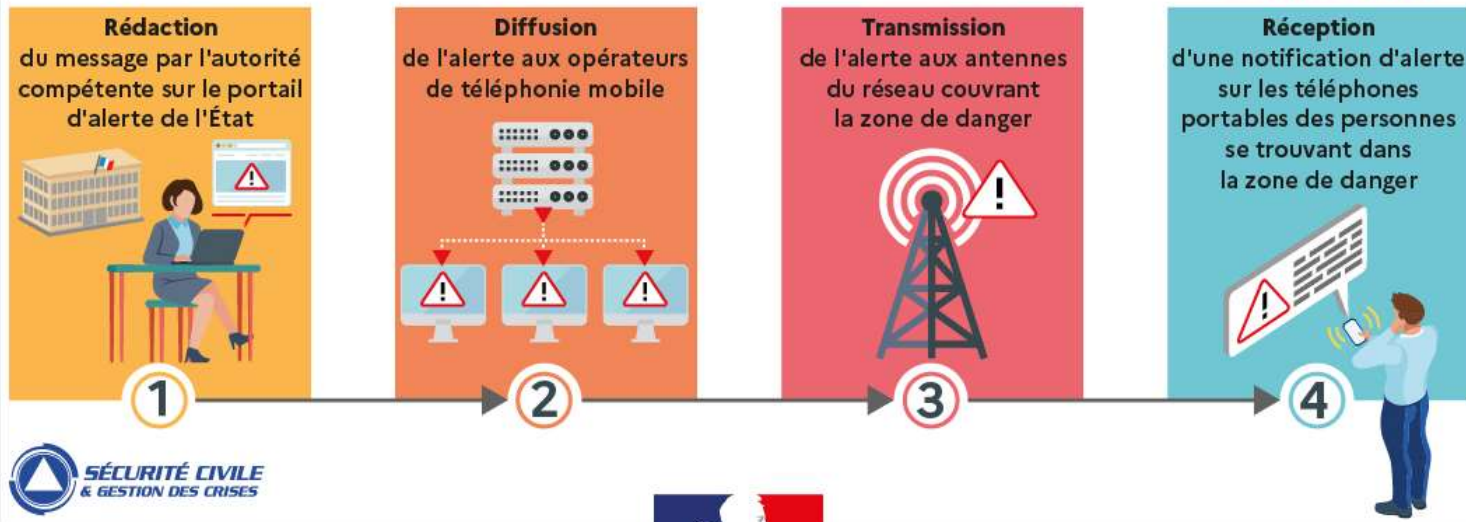 Rédaction
du message par l'autorité
compétente sur le portail
d'alerte de l'État
Diffusion
de l'alerte aux opérateurs
de téléphonie mobile
Transmission
de l'alerte aux antennes
du réseau couvrant
la zone de danger
Réception
d'une notification d'alerte
sur les téléphones
portables des personnes
se trouvant dans
la zone de danger
1
2
3
4
SÉCURITÉ CIVILE
& GESTION DES CRISES